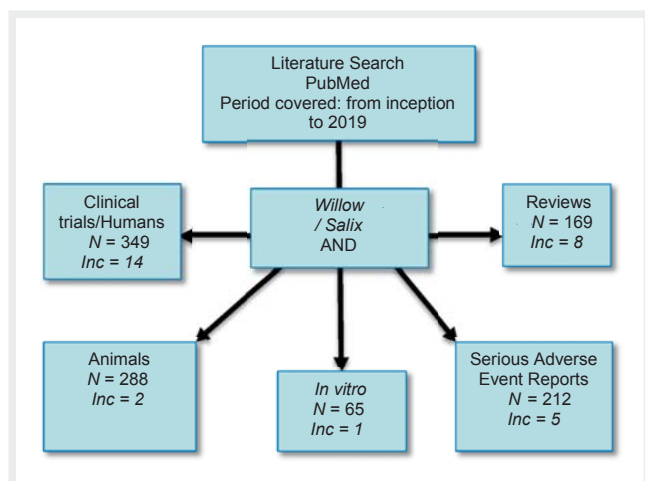 Literature Search
PubMed
Period covered: from inception
to 2019
Clinical
trials/Humans
N = 349
Inc = 14
Willow
/ Salix
AND
Reviews
N = 169
Inc = 8
Animals
N = 288
Inc = 2
In vitro
N = 65
Inc = 1
Serious Adverse
Event Reports
N = 212
Inc = 5